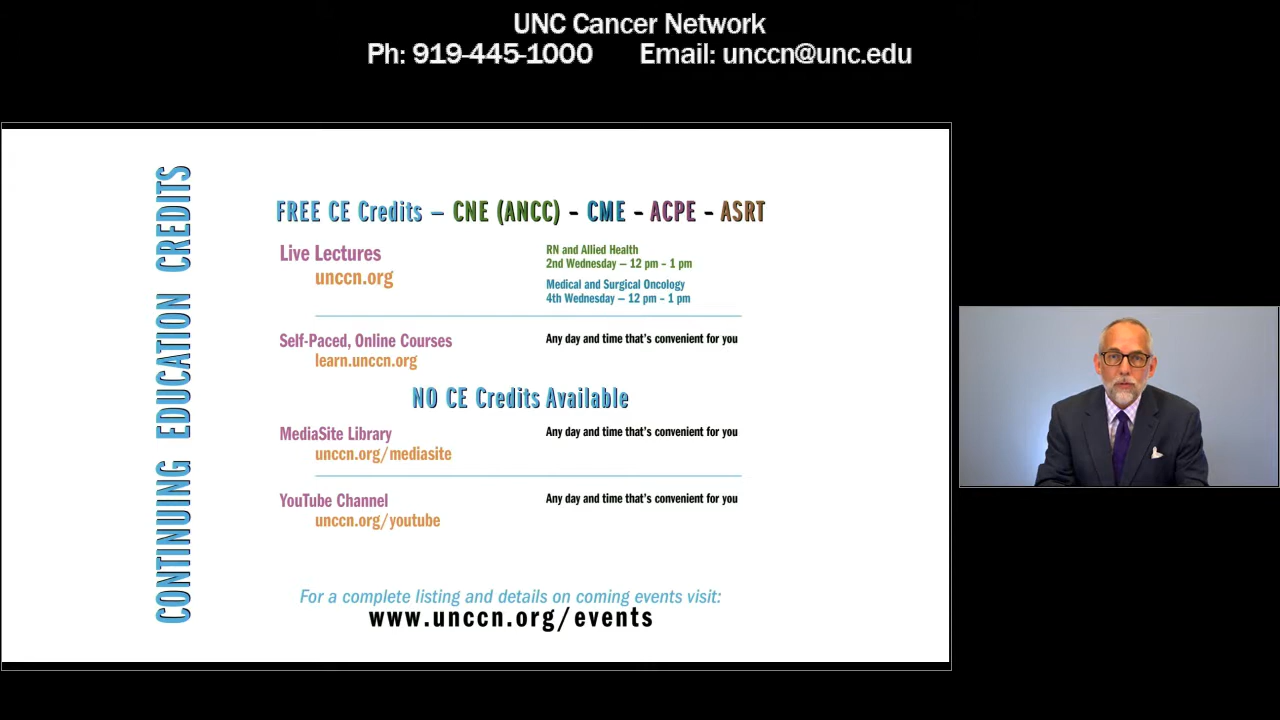 UNC Cancer Network
Ph: 919-445-1000 Email: unccn@unc.edu
CONTINUING EDUCATION CREDITS
FREE CE Credits – CNE (ANCC) - CME - ACPE - ASRT
Live Lectures
unccn.org
RN and Allied Health
2nd Wednesday – 12 pm - 1 pm
Medical and Surgical Oncology
4th Wednesday – 12 pm - 1 pm
Self-Paced, Online Courses
learn.unccn.org
Any day and time that's convenient for you
NO CE Credits Available
MediaSite Library
unccn.org/mediasite
Any day and time that's convenient for you
YouTube Channel
unccn.org/youtube
Any day and time that's convenient for you
For a complete listing and details on coming events visit:
www.unccn.org/events